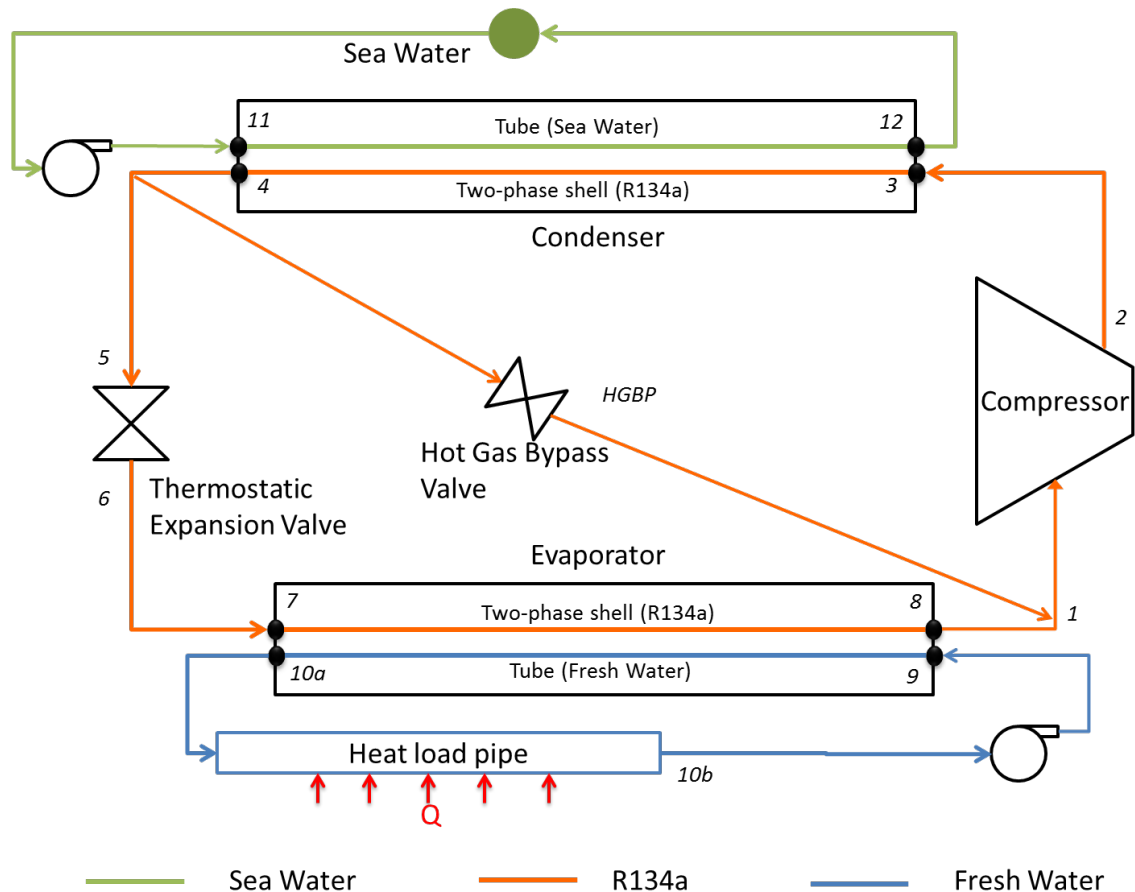 Sea Water
11
Tube (Sea Water)
12
4
Two-phase shell (R134a)
3
Condenser
2
5
HGBP
Compressor
Hot Gas Bypass
Valve
6
Thermostatic
Expansion Valve
Evaporator
7
Two-phase shell (R134a)
8
1
10a
Tube (Fresh Water)
9
Heat load pipe
10b
Q
Sea Water
R134a
Fresh Water